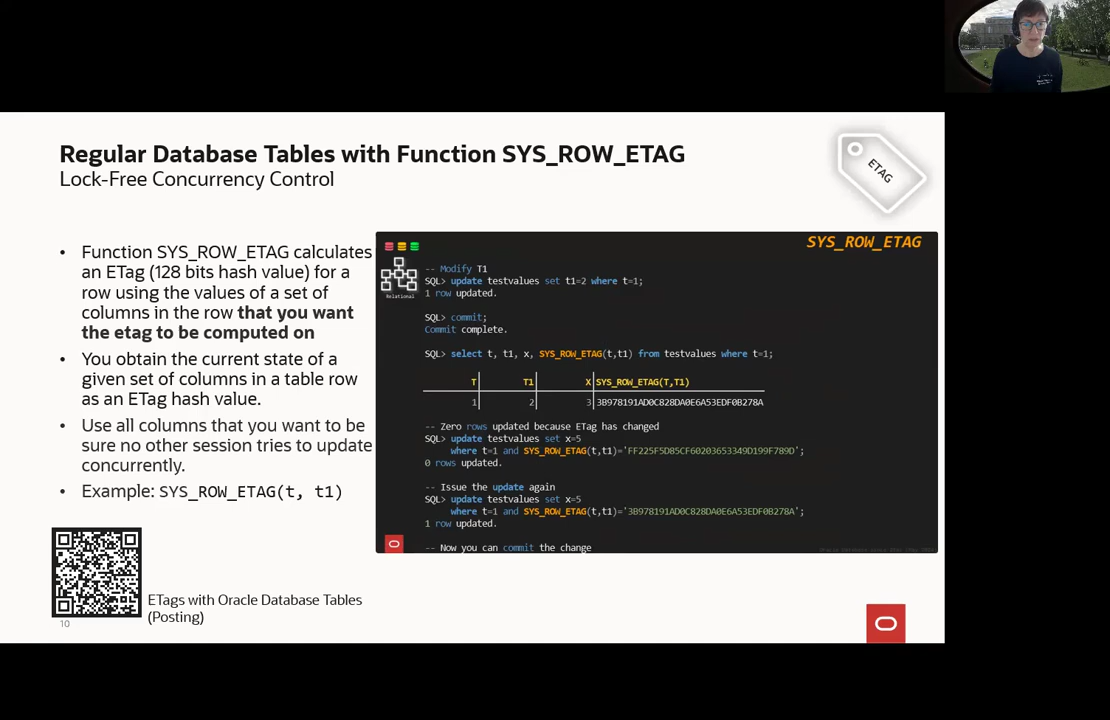 Regular Database Tables with Function SYS_ROW_ETAG
Lock-Free Concurrency Control
ETAG
• Function SYS_ROW_ETAG calculates
an ETag (128 bits hash value) for a
row using the values of a set of
columns in the row that you want
the etag to be computed on
• You obtain the current state of a
given set of columns in a table row
as an ETag hash value.
• Use all columns that you want to be
sure no other session tries to update
concurrently.
• Example: SYS_ROW_ETAG(t, t1)
SYS_ROW_ETAG
Relational
-- Modify T1
SQL> update testvalues set t1=2 where t=1;
1 row updated.
SQL> commit;
Commit complete.
SQL> select t, t1, x, SYS_ROW_ETAG(t,t1) from testvalues where t=1;
T T1 X SYS_ROW_ETAG(T,T1)
1 2 3 3B978191AD0C828DA0E6A53EDF0B278A
-- Zero rows updated because ETag has changed
SQL> update testvalues set x=5
where t=1 and SYS_ROW_ETAG(t,t1)='FF225F5D85CF60203653349D199F789D';
0 rows updated.
-- Issue the update again
SQL> update testvalues set x=5
where t=1 and SYS_ROW_ETAG(t,t1)='3B978191AD0C828DA0E6A53EDF0B278A';
1 row updated.
-- Now you can commit the change
ETags with Oracle Database Tables
(Posting)
10